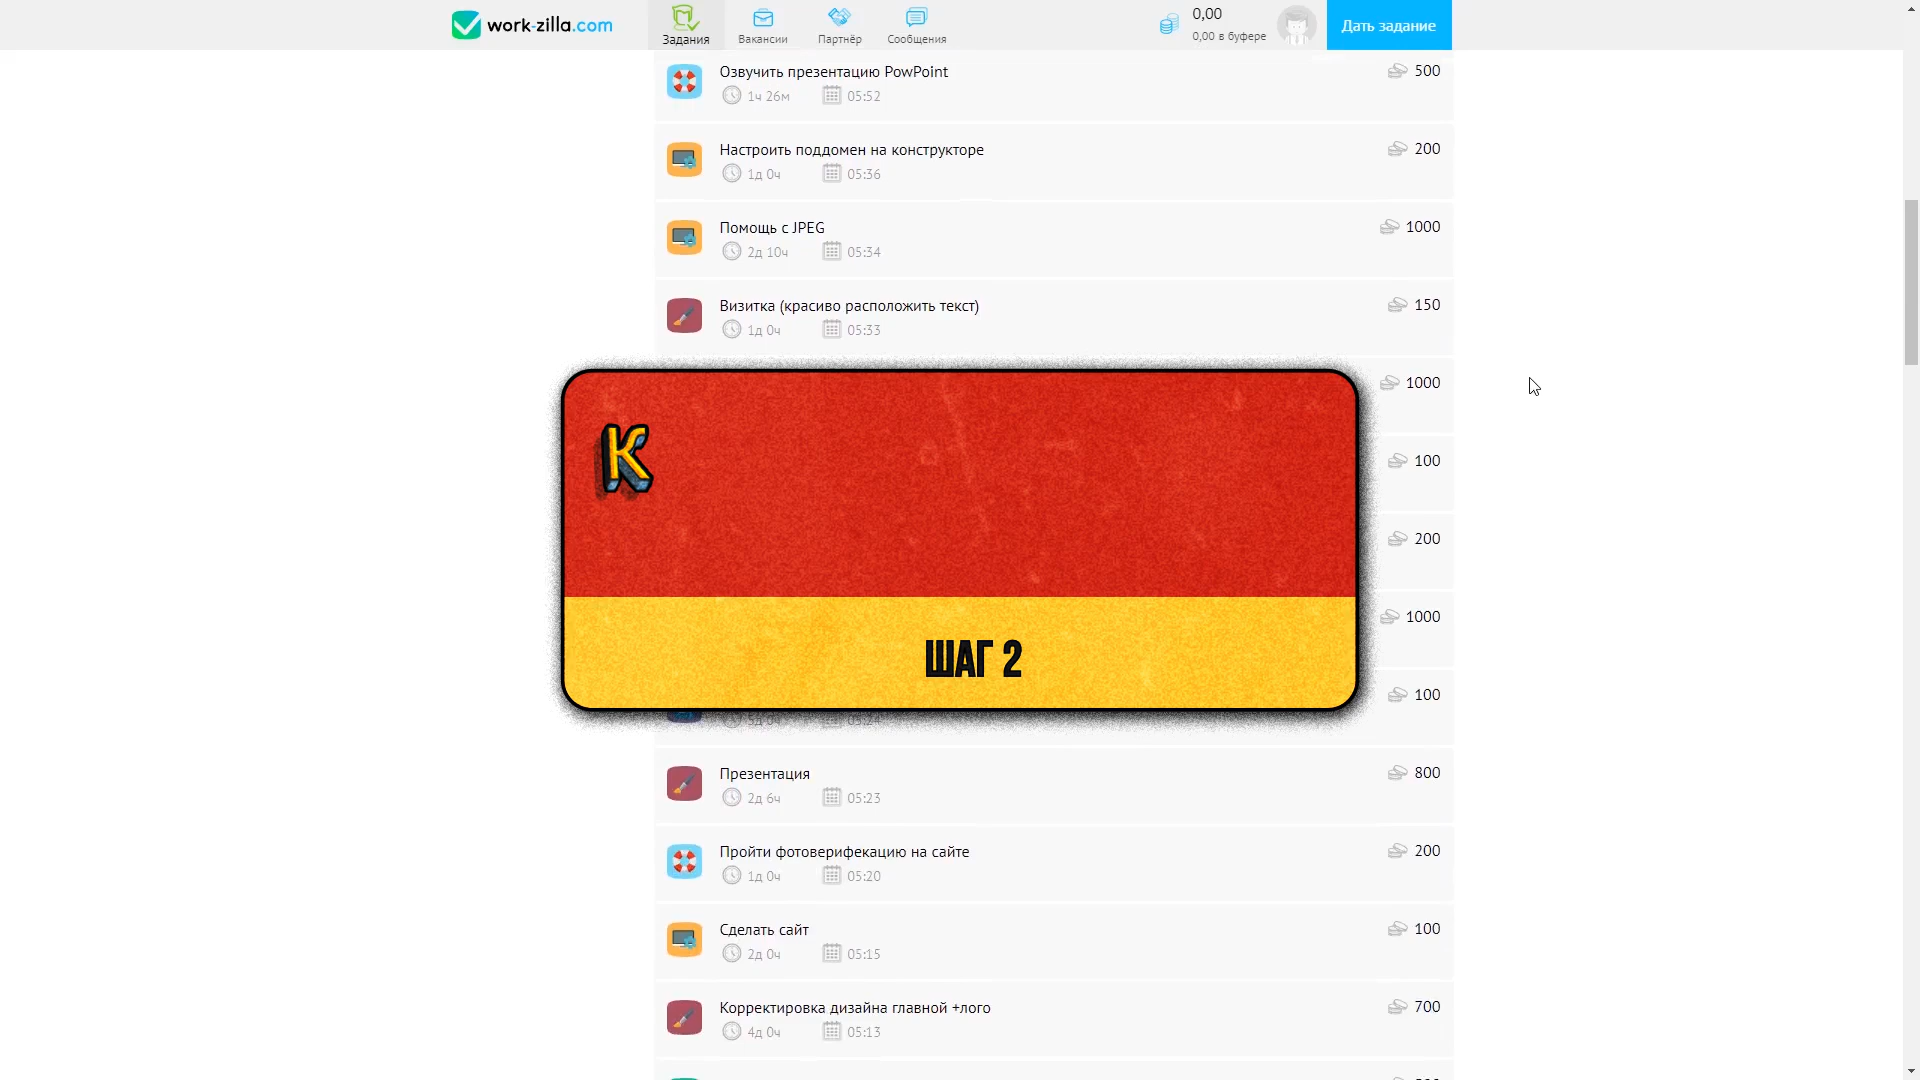 work-zilla.com
Задания
Вакансии
Партнёр
Сообщения
0,00
0,00 в буфере
Дать задание
Озвучить презентацию PowPoint
500
1ч 26м 05:52
Настроить поддомен на конструкторе
200
1д 0ч 05:36
Помощь с JPEG
1000
2д 10ч 05:34
Визитка (красиво расположить текст)
150
1д 0ч 05:33
1000
100
К
200
1000
ШАГ 2
100
5д 0ч 05:24
Презентация
800
2д 6ч 05:23
Пройти фотоверифекацию на сайте
200
1д 0ч 05:20
Сделать сайт
100
2д 0ч 05:15
Корректировка дизайна главной +лого
700
4д 0ч 05:13